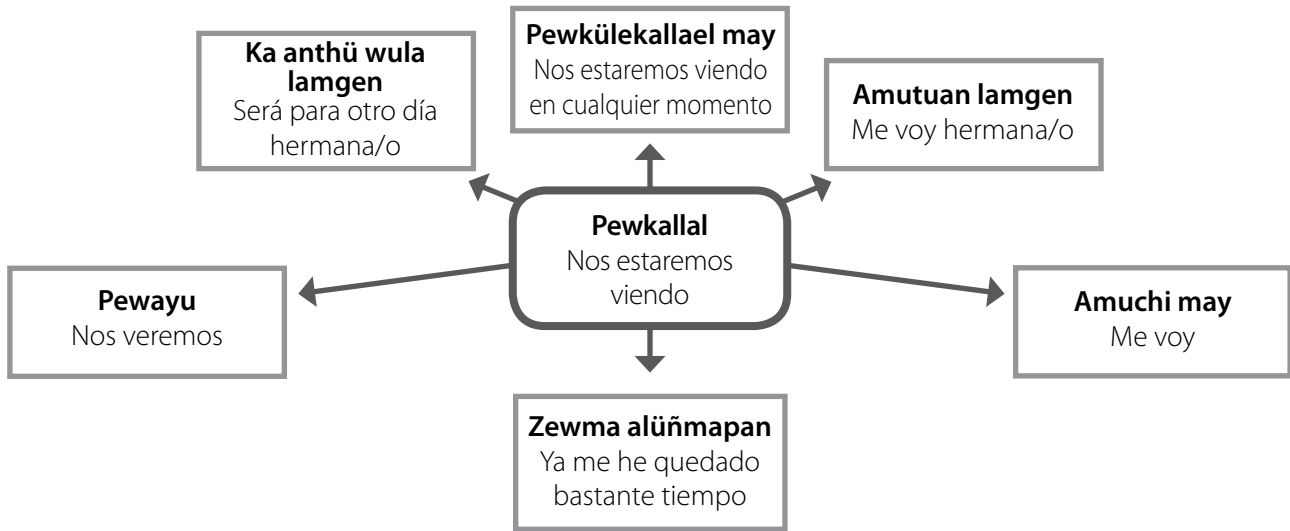 Ka anthü wula
lamgen
Será para otro día
hermana/o
Pewkülekallael may
Nos estaremos viendo
en cualquier momento
Amutuan lamgen
Me voy hermana/o
Pewkallal
Nos estaremos
viendo
Pewayu
Nos veremos
Amuchi may
Me voy
Zewma alüñmapan
Ya me he quedado
bastante tiempo